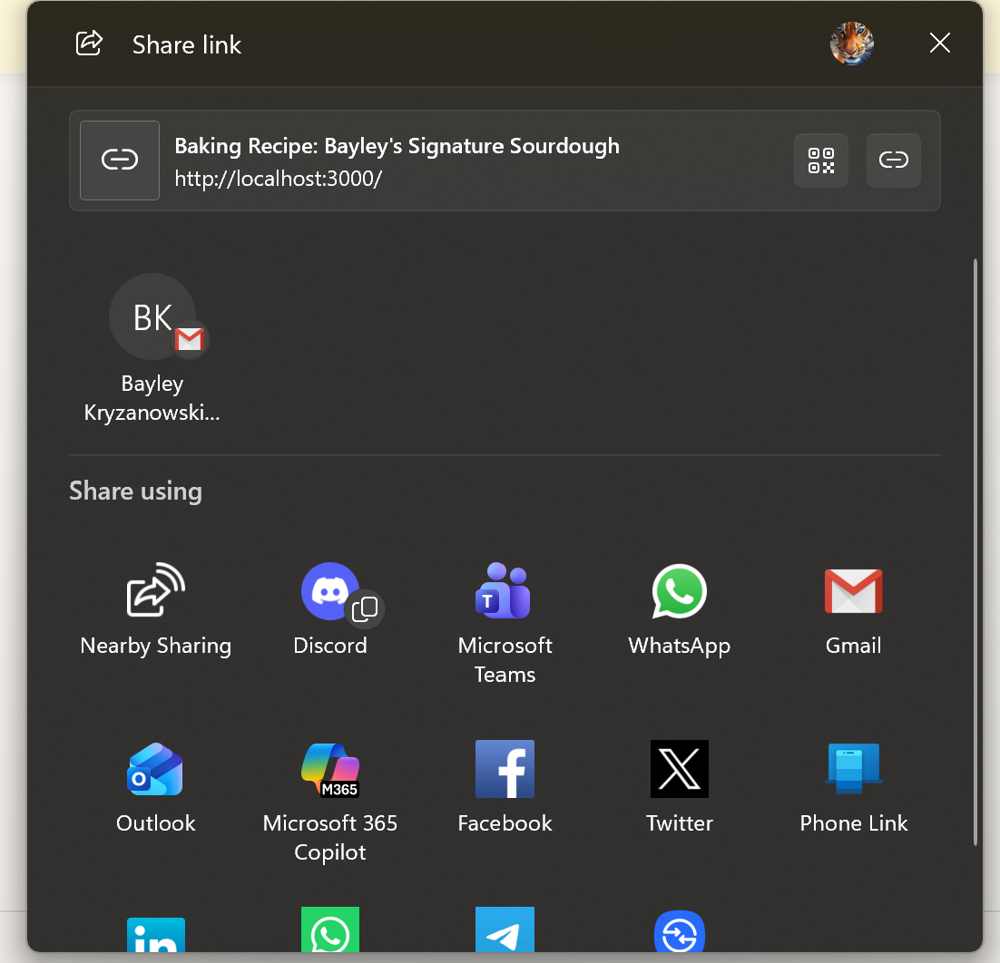 Share link
Baking Recipe: Bayley's Signature Sourdough
http://localhost:3000/
BK
Bayley
Kryzanowski...
Share using
Nearby Sharing
Discord
T
Microsoft
Teams
WhatsApp
Gmail
O
Outlook
M365
Microsoft 365
Copilot
f
Facebook
X
Twitter
Phone Link
in